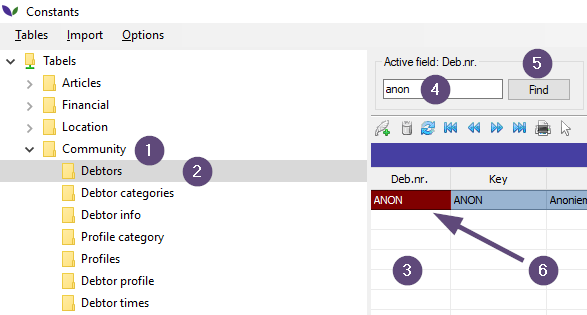 Constants
Tables Import Options
Tabels
Articles
Financial
Location
Community 1
Debtors 2
Debtor categories
Debtor info
Profile category
Profiles
Debtor profile
Debtor times
Active field: Deb.nr. 5
anon 4 Find
Deb.nr. Key
ANON ANON Anoniem
3 6